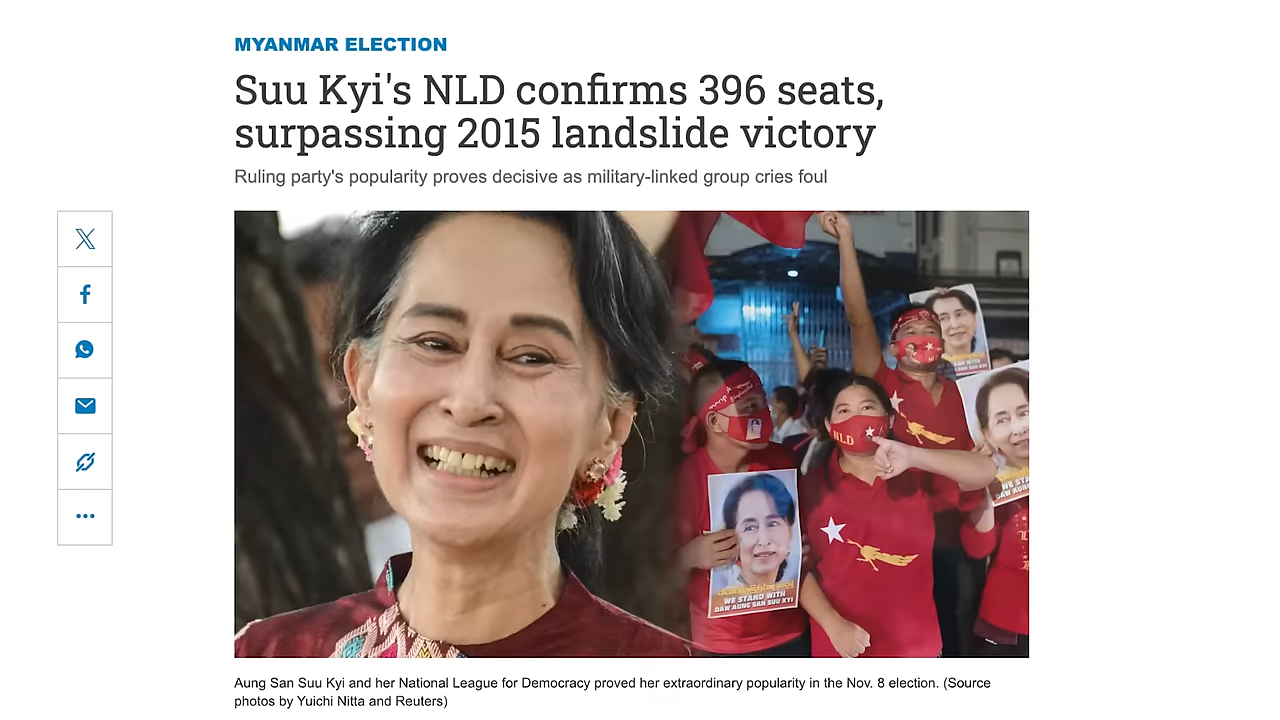 MYANMAR ELECTION
Suu Kyi's NLD confirms 396 seats,
surpassing 2015 landslide victory
Ruling party's popularity proves decisive as military-linked group cries foul
NLD
WE STAND WITH
DAW AUNG SAN SUU KYI
Aung San Suu Kyi and her National League for Democracy proved her extraordinary popularity in the Nov. 8 election. (Source
photos by Yuichi Nitta and Reuters)